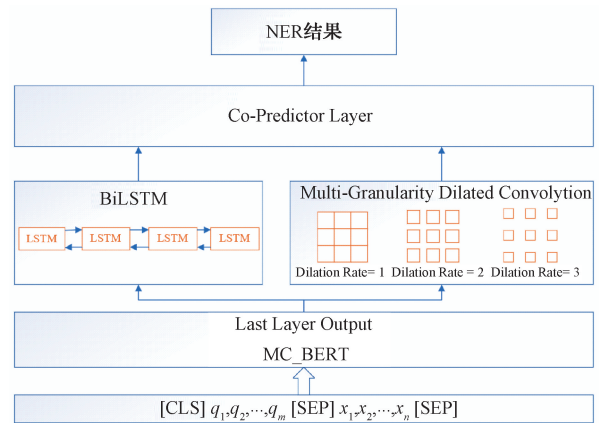 NER结果
Co-Predictor Layer
BiLSTM
LSTM LSTM LSTM LSTM
Multi-Granularity Dilated Convolytion
Dilation Rate= 1 Dilation Rate = 2 Dilation Rate= 3
Last Layer Output
MC_BERT
[CLS] q1,q2,···,qm [SEP] x1,x2,···,xn [SEP]